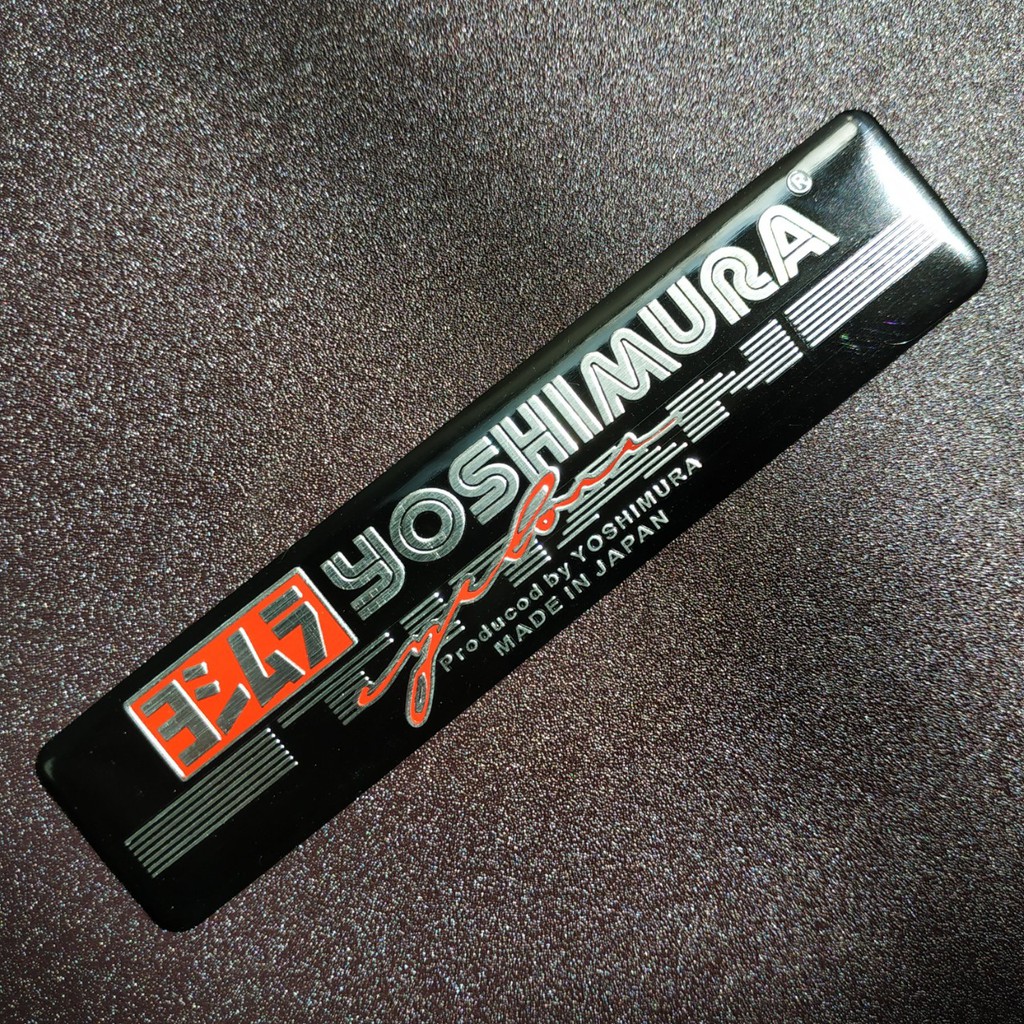 ヨシムラ YOSHIMURA®
Producod by YOSHIMURA
MADE IN JAPAN